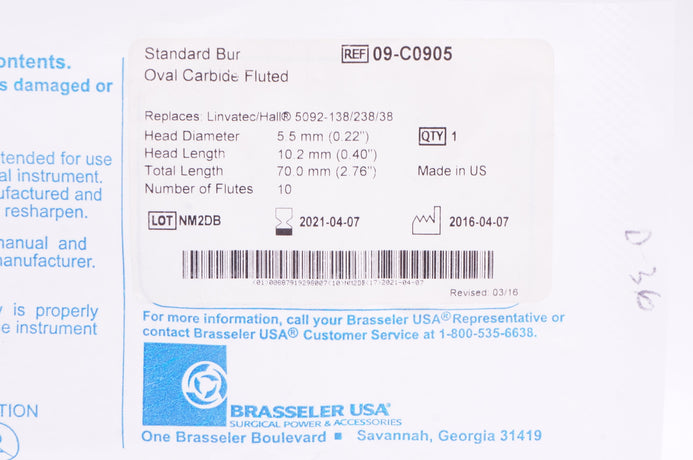 ontents.
s damaged or
tended for use
al instrument.
ufactured and
resharpen.
manual and
anufacturer.
y is properly
e instrument
TION
Standard Bur
REF 09-C0905
Oval Carbide Fluted
Replaces: Linvatec/Hall® 5092-138/238/38
Head Diameter 5.5 mm (0.22")
QTY 1
Head Length 10.2 mm (0.40")
Total Length 70.0 mm (2.76")
Made in US
Number of Flutes 10
LOT NM2DB
2021-04-07
2016-04-07
Revised: 03/16
For more information, call your Brasseler USA® Representative or
contact Brasseler USA® Customer Service at 1-800-535-6638.
BRASSELER USA®
SURGICAL POWER & ACCESSORIES
One Brasseler Boulevard ■ Savannah, Georgia 31419